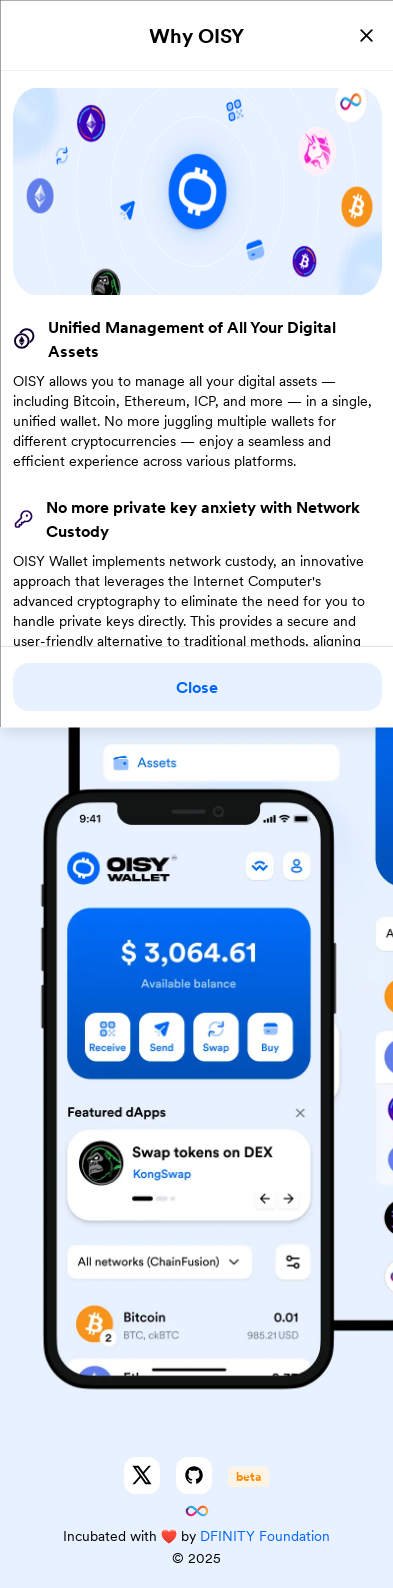 Why OISY
Unified Management of All Your Digital
Assets
OISY allows you to manage all your digital assets —
including Bitcoin, Ethereum, ICP, and more — in a single,
unified wallet. No more juggling multiple wallets for
different cryptocurrencies — enjoy a seamless and
efficient experience across various platforms.
No more private key anxiety with Network
Custody
OISY Wallet implements network custody, an innovative
approach that leverages the Internet Computer's
advanced cryptography to eliminate the need for you to
handle private keys directly. This provides a secure and
user-friendly alternative to traditional methods, aligning
Close
Assets
9:41
OISY
WALLET
$ 3,064.61
Available balance
Receive Send Swap Buy
Featured dApps
Swap tokens on DEX
KongSwap
All networks (ChainFusion)
Bitcoin 0.01
2 BTC, ckBTC 985.21 USD
beta
Incubated with ❤️ by DFINITY Foundation
© 2025